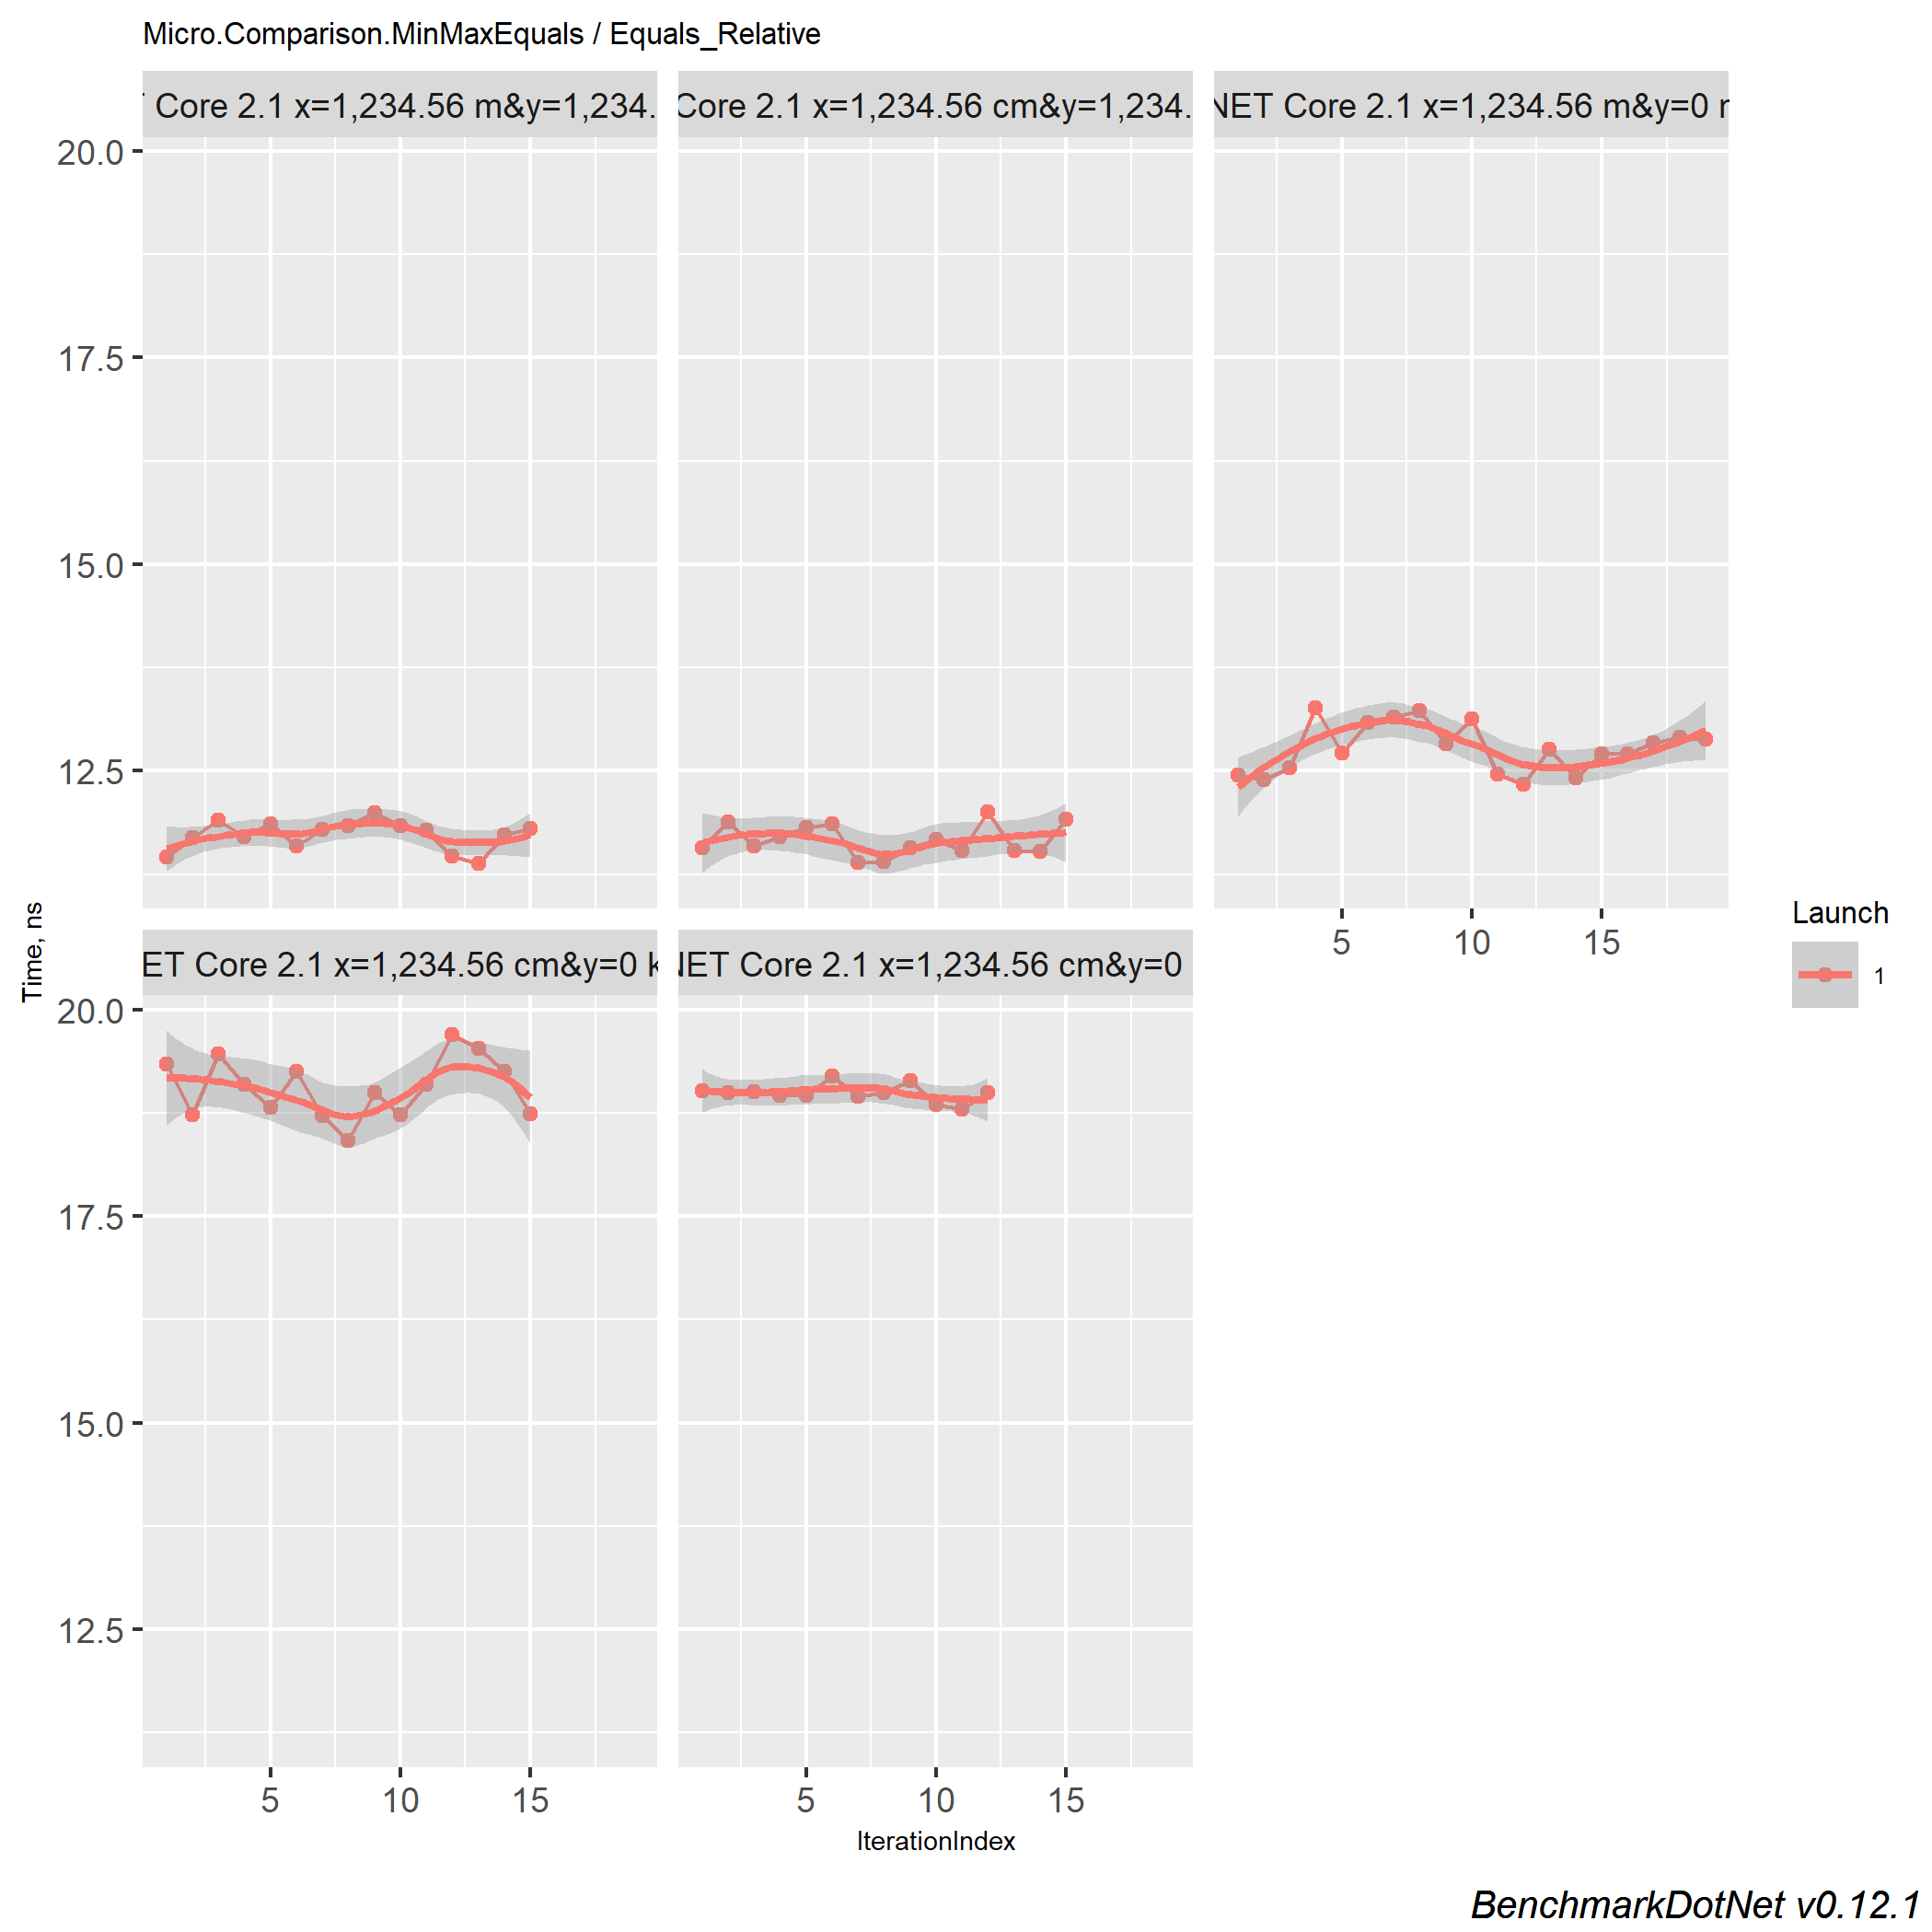 Micro.Comparison.MinMaxEquals / Equals_Relative
Core 2.1 x=1,234.56 m&y=1,234.
Core 2.1 x=1,234.56 cm&y=1,234.
NET Core 2.1 x=1,234.56 m&y=0
20.0
17.5
15.0
12.5
5 10 15
ET Core 2.1 x=1,234.56 cm&y=0 k
NET Core 2.1 x=1,234.56 cm&y=0
20.0
17.5
15.0
12.5
5 10 15
5 10 15
Time, ns
IterationIndex
Launch
1
BenchmarkDotNet v0.12.1